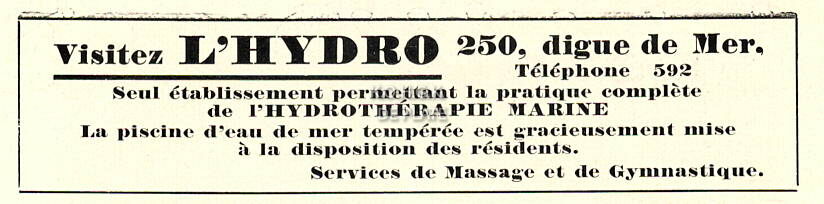 Visitez L'HYDRO 250, digue de Mer,
Téléphone 592
Seul établissement permettant la pratique complète
de l'HYDROTHÉRAPIE MARINE
La piscine d'eau de mer tempérée est gracieusement mise
à la disposition des résidents.
Services de Massage et de Gymnastique.